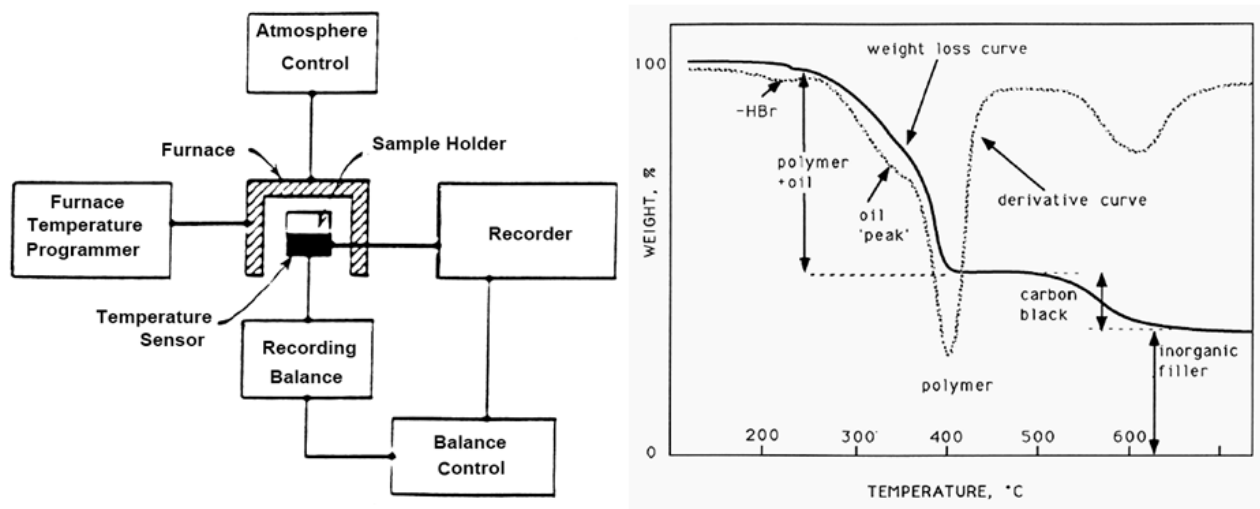 Atmosphere
Control
Furnace
Sample Holder
Furnace
Temperature
Programmer
Recorder
Temperature
Sensor
Recording
Balance
Balance
Control
100
WEIGHT, %
0
weight loss curve
-HBr
polymer
+oil
oil
'peak'
derivative curve
carbon
black
inorganic
filler
polymer
200
300
400
500
600
TEMPERATURE, °C